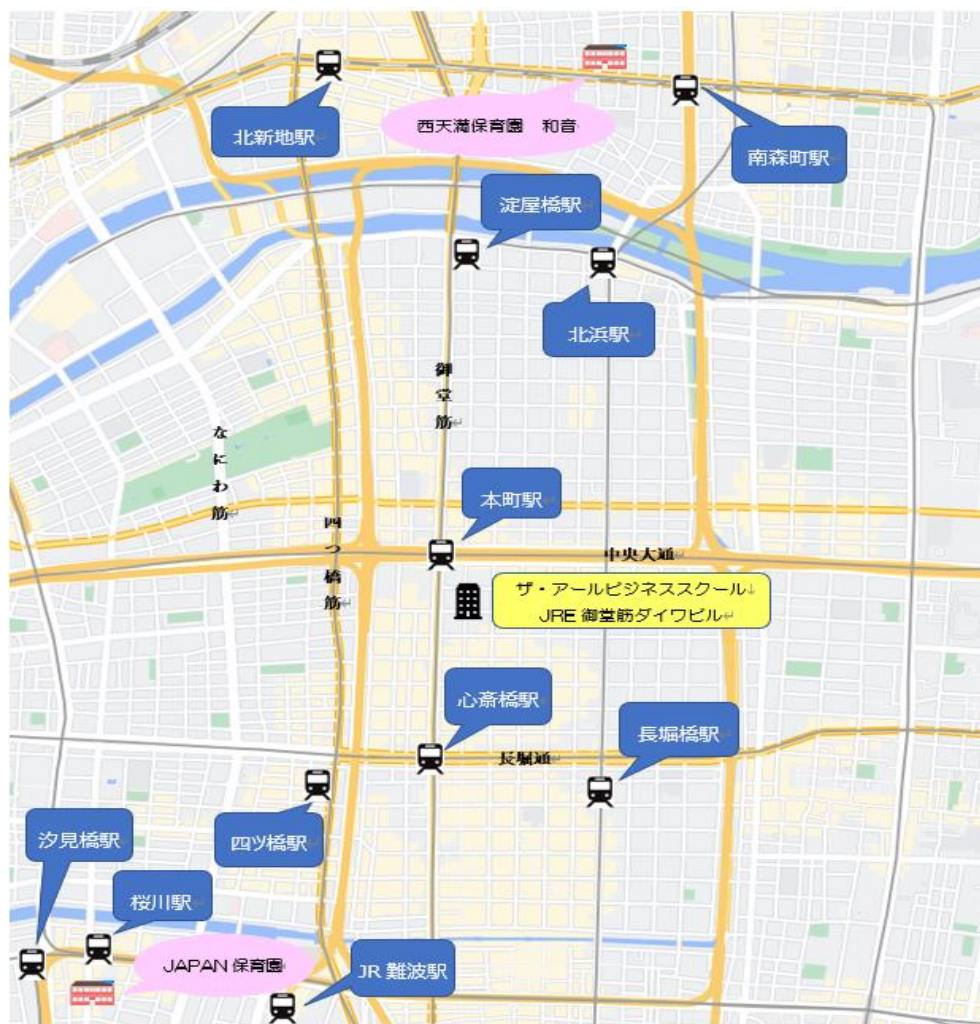 北新地駅
西天満保育園 和音
南森町駅
淀屋橋駅
北浜駅
御堂筋
なにわ筋
本町駅
四つ橋筋
中央大通
ザ・アールビジネススクール
JRE 御堂筋ダイワビル
心斎橋駅
長堀橋駅
長堀通
汐見橋駅
四ツ橋駅
桜川駅
JAPAN 保育園
JR 難波駅